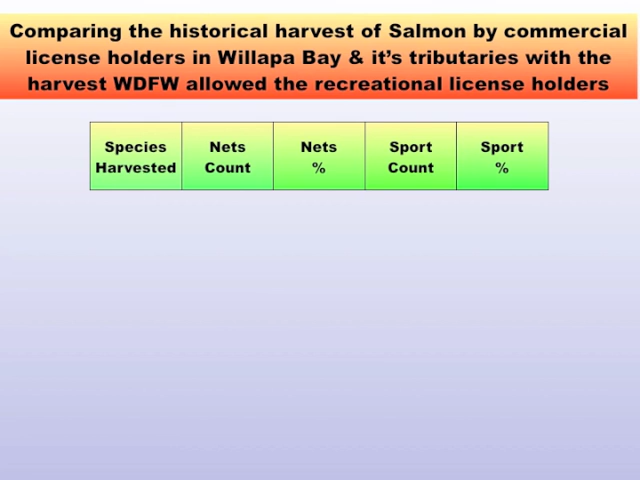 Comparing the historical harvest of Salmon by commercial
license holders in Willapa Bay & it’s tributaries with the
harvest WDFW allowed the recreational license holders
Species Harvested
Nets Count
Nets %
Sport Count
Sport %